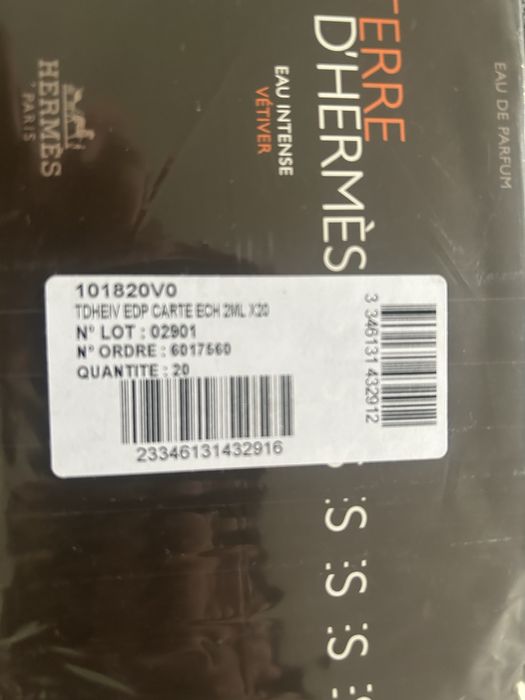 TERRE
D'HERMÈS
EAU INTENSE
VÉTIVER
EAU DE PARFUM
HERMÈS
PARIS
101820V0
TDHEIV EDP CARTE ECH 2ML X20
N° LOT : 02901
N° ORDRE : 6017560
QUANTITE : 20
23346131432916
3 346131 432912
S
S
S